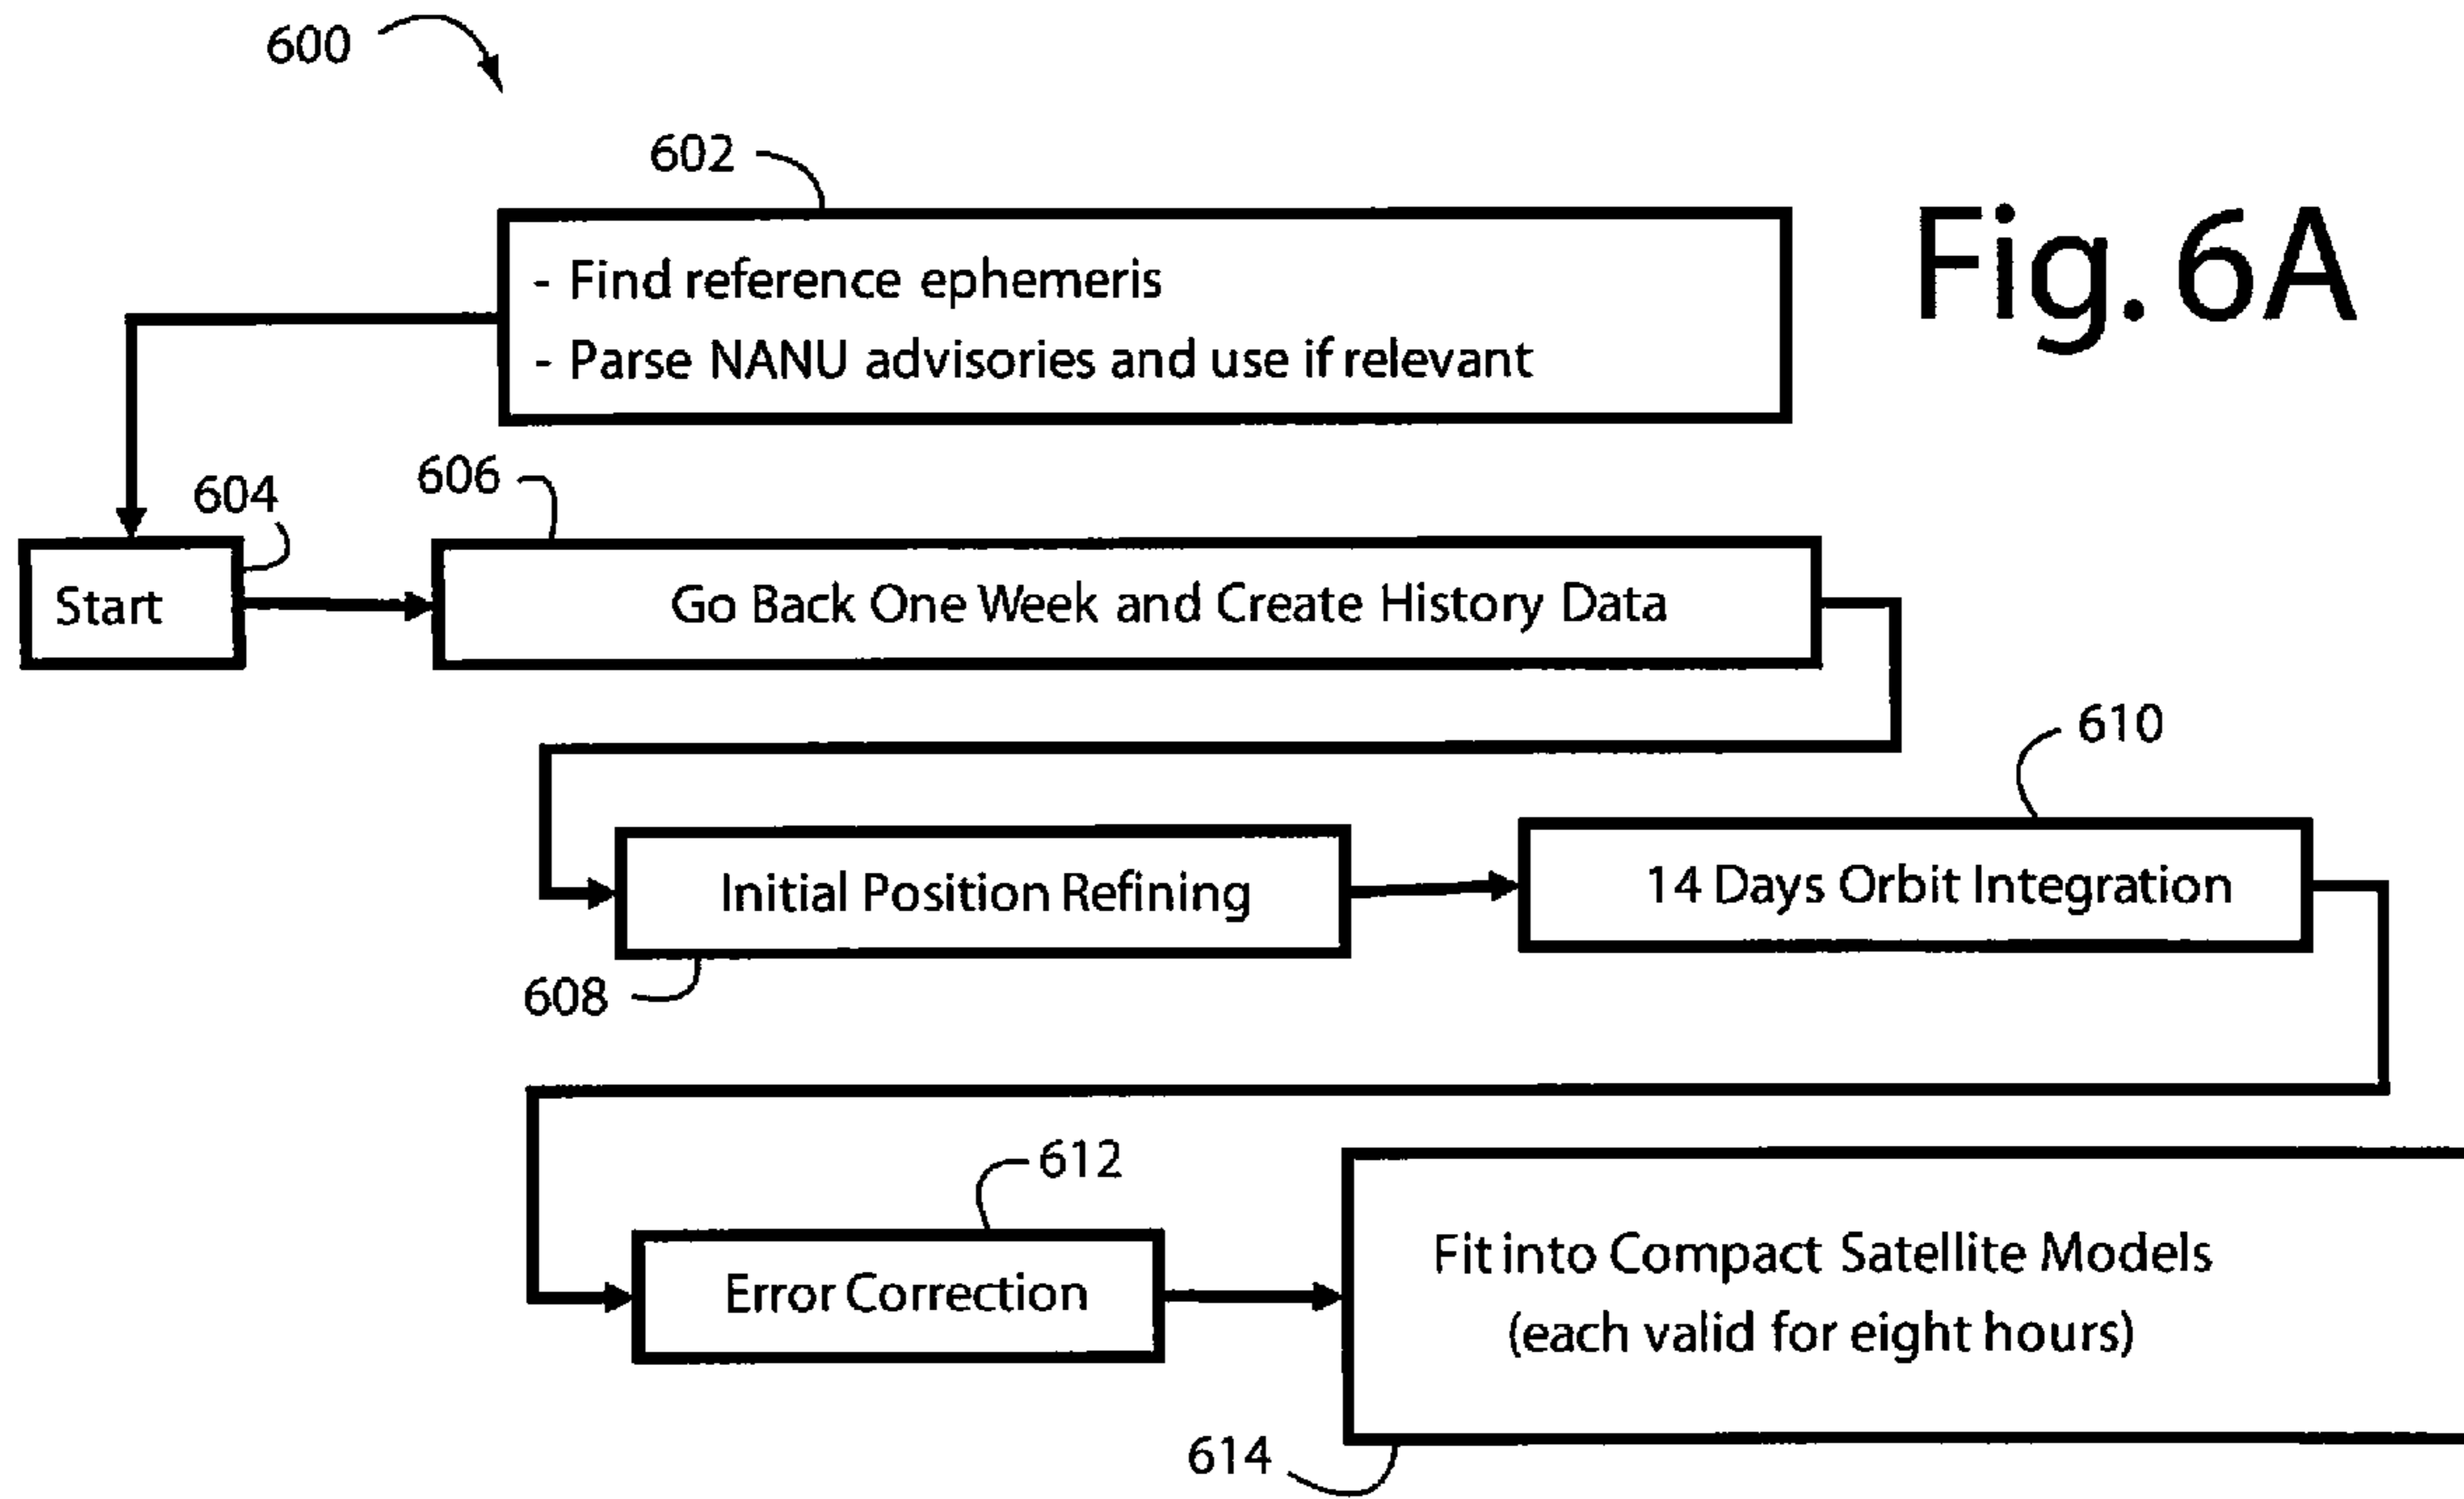 600
602
Fig. 6A
- Find reference ephemeris
- Parse NANU advisories and use if relevant
604
606
Start
Go Back One Week and Create History Data
610
Initial Position Refining
14 Days Orbit Integration
608
612
Error Correction
Fit into Compact Satellite Models
(each valid for eight hours)
614